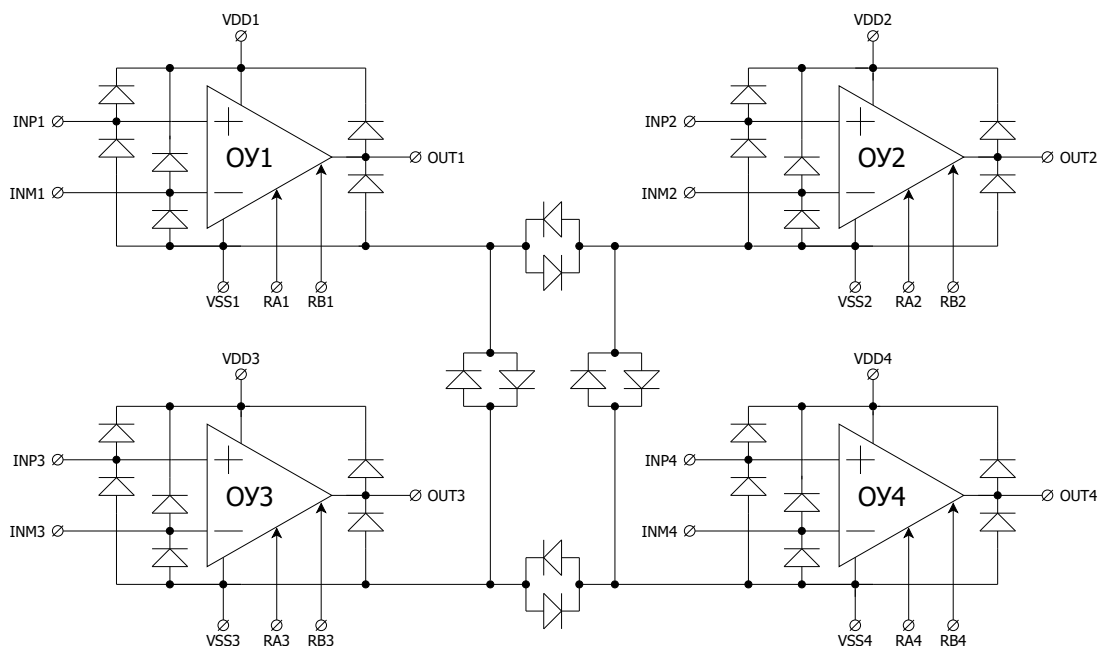 VDD1 VDD2
INP1 + ОУ1 OUT1 INP2 + ОУ2 OUT2
INM1 − INM2 −
VSS1 RA1 RB1 VSS2 RA2 RB2
VDD3 VDD4
INP3 + ОУ3 OUT3 INP4 + ОУ4 OUT4
INM3 − INM4 −
VSS3 RA3 RB3 VSS4 RA4 RB4